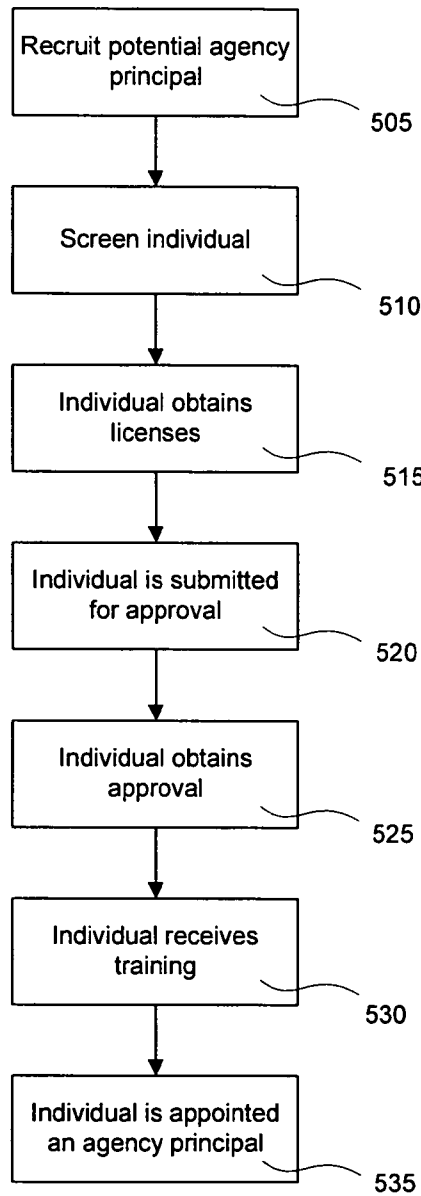 Recruit potential agency
principal
505
Screen individual
510
Individual obtains
licenses
515
Individual is submitted
for approval
520
Individual obtains
approval
525
Individual receives
training
530
Individual is appointed
an agency principal
535